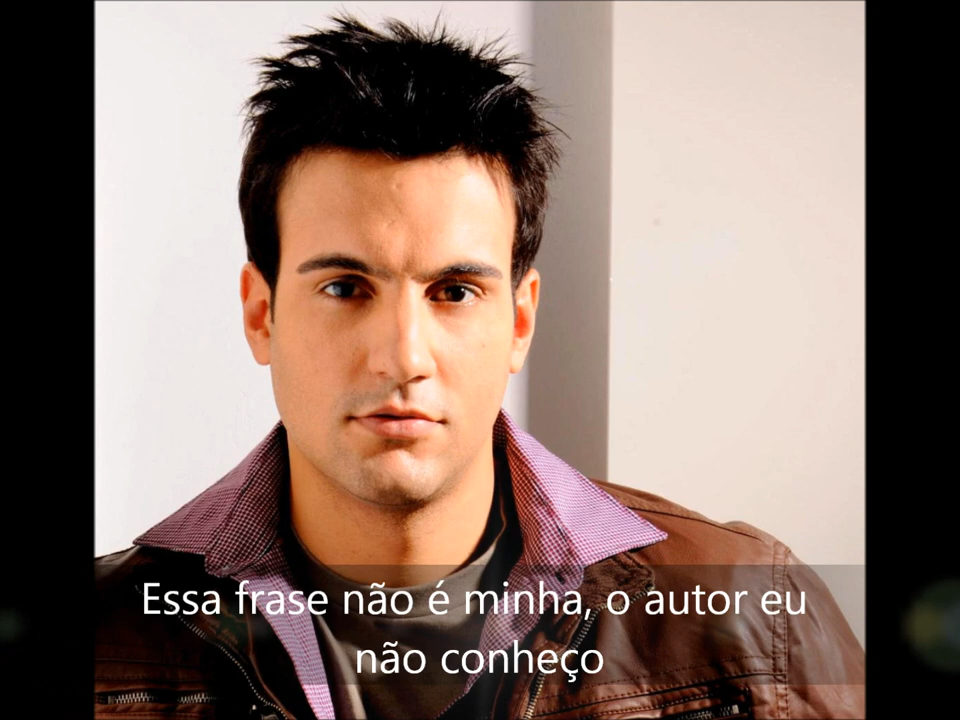 Essa frase não é minha, o autor eu
não conheço